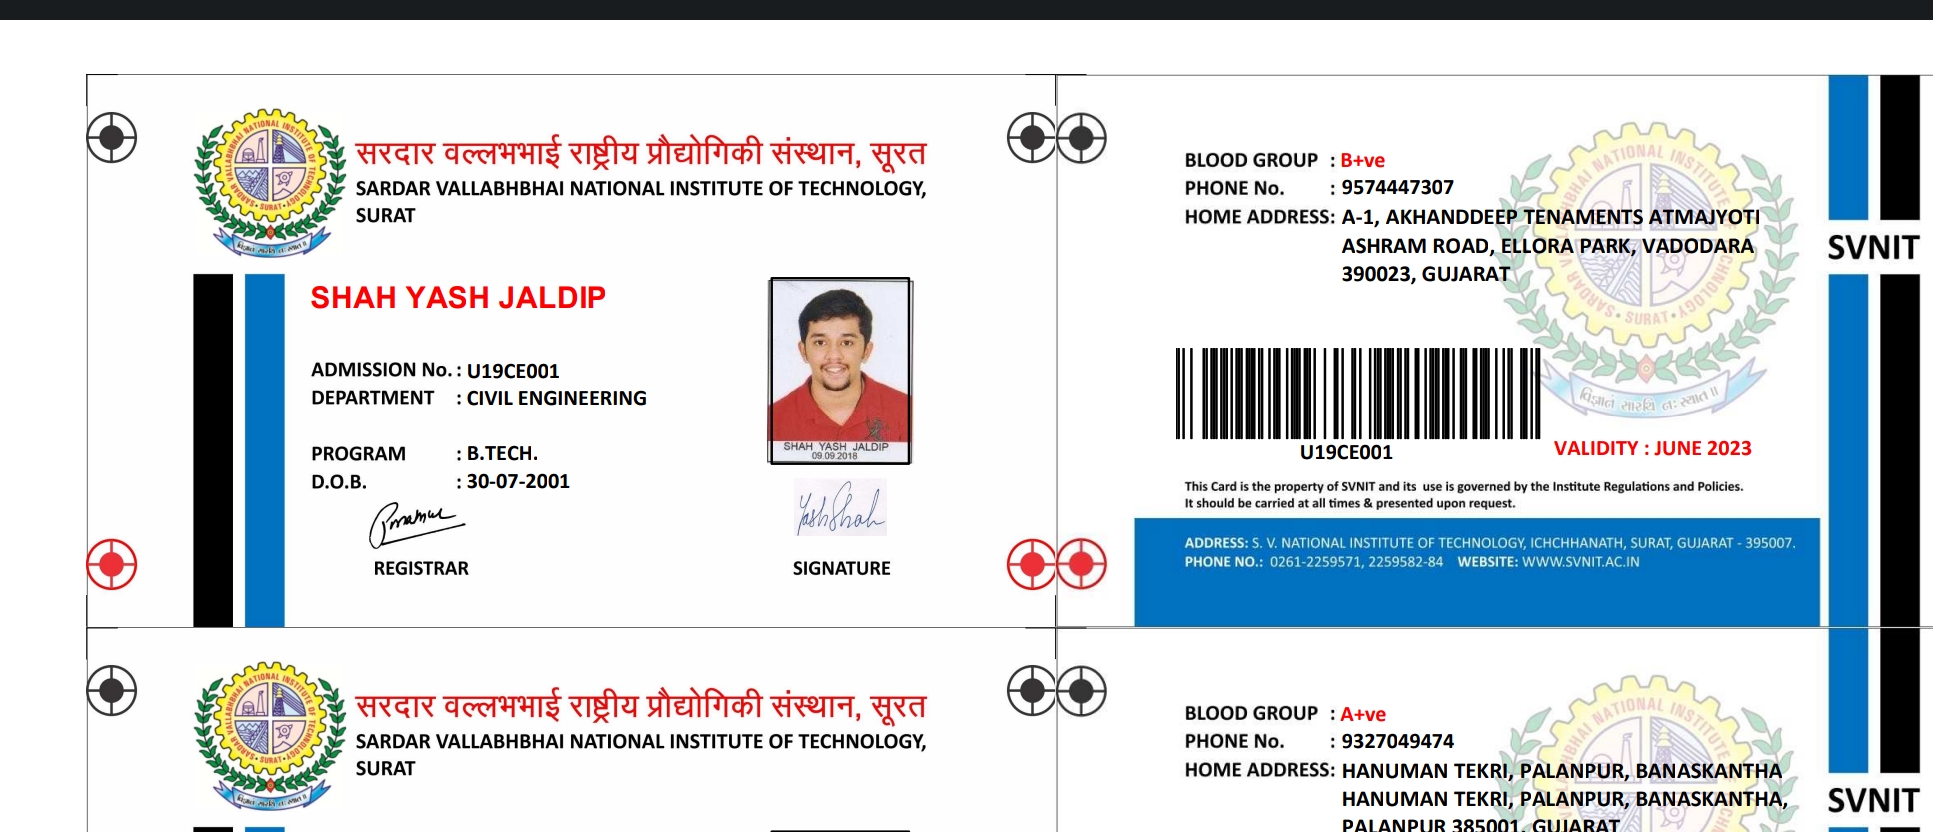 सरदार वल्लभभाई राष्ट्रीय प्रौद्योगिकी संस्थान, सूरत
SARDAR VALLABHBHAI NATIONAL INSTITUTE OF TECHNOLOGY,
SURAT
SHAH YASH JALDIP
ADMISSION No. : U19CE001
DEPARTMENT : CIVIL ENGINEERING
PROGRAM : B.TECH.
D.O.B. : 30-07-2001
SHAH YASH JALDIP
09.09.2018
Yash Shah
REGISTRAR
SIGNATURE
BLOOD GROUP : B+ve
PHONE No. : 9574447307
HOME ADDRESS: A-1, AKHANDDEEP TENAMENTS ATMAJYOTI
ASHRAM ROAD, ELLORA PARK, VADODARA
390023, GUJARAT
SVNIT
U19CE001
VALIDITY : JUNE 2023
This Card is the property of SVNIT and its use is governed by the Institute Regulations and Policies.
It should be carried at all times & presented upon request.
ADDRESS: S. V. NATIONAL INSTITUTE OF TECHNOLOGY, ICHCHHANATH, SURAT, GUJARAT - 395007.
PHONE NO.: 0261-2259571, 2259582-84 WEBSITE: WWW.SVNIT.AC.IN
सरदार वल्लभभाई राष्ट्रीय प्रौद्योगिकी संस्थान, सूरत
SARDAR VALLABHBHAI NATIONAL INSTITUTE OF TECHNOLOGY,
SURAT
BLOOD GROUP : A+ve
PHONE No. : 9327049474
HOME ADDRESS: HANUMAN TEKRI, PALANPUR, BANASKANTHA
HANUMAN TEKRI, PALANPUR, BANASKANTHA,
PALANPUR 385001, GUJARAT
SVNIT